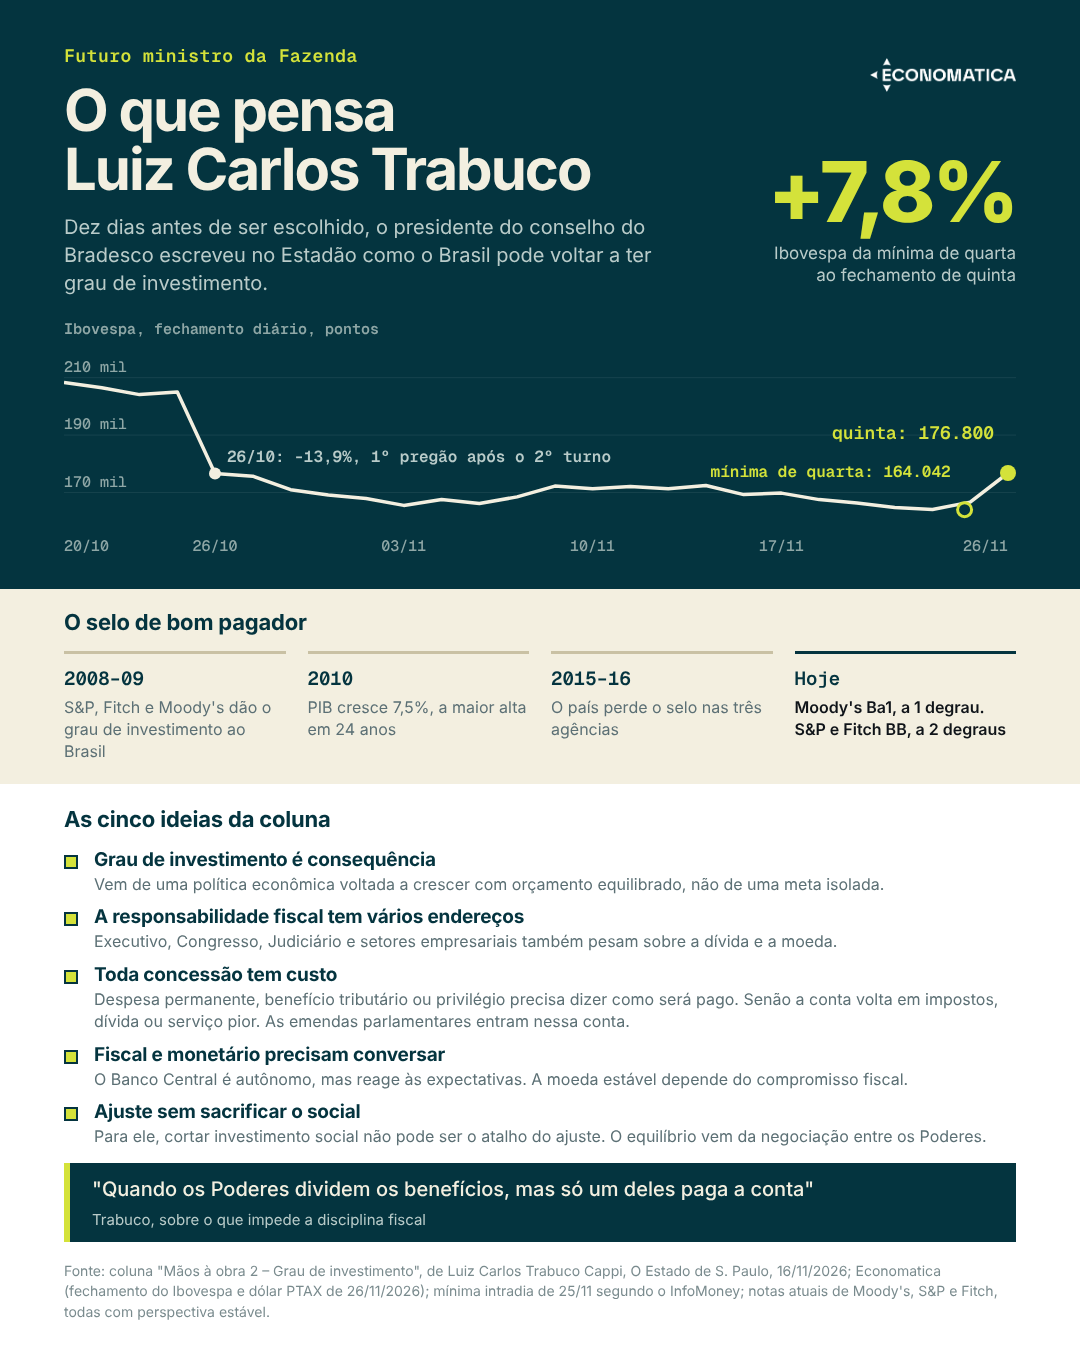 Futuro ministro da Fazenda
ECONOMATICA
O que pensa
Luiz Carlos Trabuco
Dez dias antes de ser escolhido, o presidente do conselho do
Bradesco escreveu no Estadão como o Brasil pode voltar a ter
grau de investimento.
+7,8%
Ibovespa da mínima de quarta
ao fechamento de quinta
Ibovespa, fechamento diário, pontos
210 mil
190 mil
170 mil
quinta: 176.800
26/10: -13,9%, 1º pregão após o 2º turno
mínima de quarta: 164.042
20/10 26/10 03/11 10/11 17/11 26/11
O selo de bom pagador
2008-09
S&P, Fitch e Moody's dão o
grau de investimento ao
Brasil
2010
PIB cresce 7,5%, a maior alta
em 24 anos
2015-16
O país perde o selo nas três
agências
Hoje
Moody's Ba1, a 1 degrau.
S&P e Fitch BB, a 2 degraus
As cinco ideias da coluna
Grau de investimento é consequência
Vem de uma política econômica voltada a crescer com orçamento equilibrado, não de uma meta isolada.
A responsabilidade fiscal tem vários endereços
Executivo, Congresso, Judiciário e setores empresariais também pesam sobre a dívida e a moeda.
Toda concessão tem custo
Despesa permanente, benefício tributário ou privilégio precisa dizer como será pago. Senão a conta volta em impostos,
dívida ou serviço pior. As emendas parlamentares entram nessa conta.
Fiscal e monetário precisam conversar
O Banco Central é autônomo, mas reage às expectativas. A moeda estável depende do compromisso fiscal.
Ajuste sem sacrificar o social
Para ele, cortar investimento social não pode ser o atalho do ajuste. O equilíbrio vem da negociação entre os Poderes.
"Quando os Poderes dividem os benefícios, mas só um deles paga a conta"
Trabuco, sobre o que impede a disciplina fiscal
Fonte: coluna "Mãos à obra 2 – Grau de investimento", de Luiz Carlos Trabuco Cappi, O Estado de S. Paulo, 16/11/2026; Economatica
(fechamento do Ibovespa e dólar PTAX de 26/11/2026); mínima intradia de 25/11 segundo o InfoMoney; notas atuais de Moody's, S&P e Fitch,
todas com perspectiva estável.